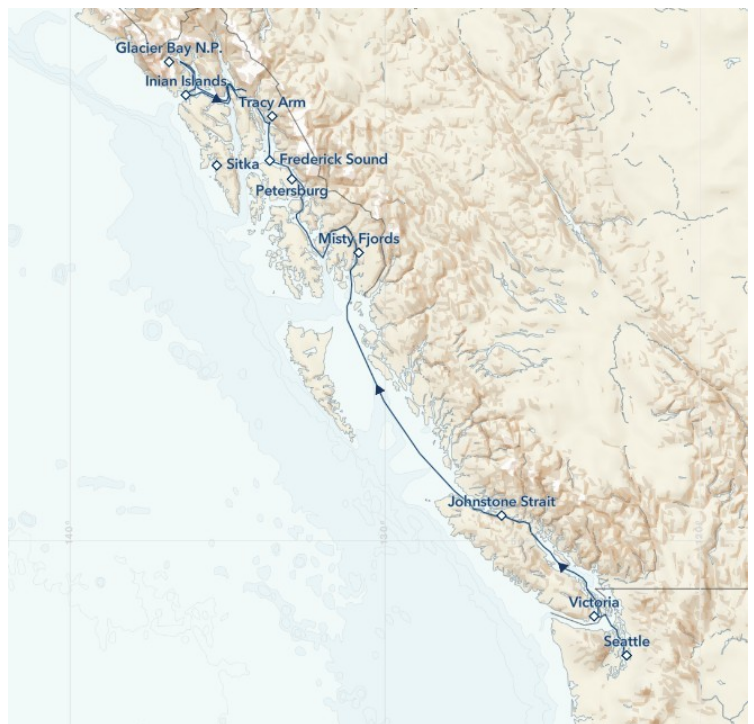 Glacier Bay N.P.
Inian Islands
Tracy Arm
Frederick Sound
Sitka
Petersburg
Misty Fjords
Johnstone Strait
Victoria
Seattle